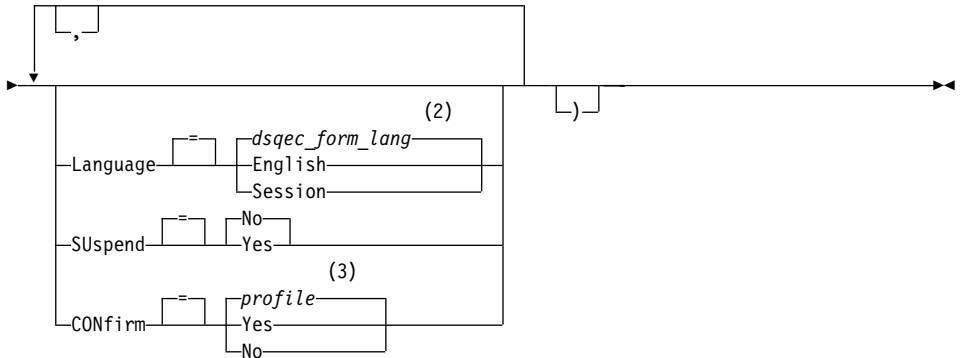 ,
(2)
)
= dsqec_form_lang
Language English
Session
= No
SUspend Yes
(3)
= profile
CONfirm Yes
No